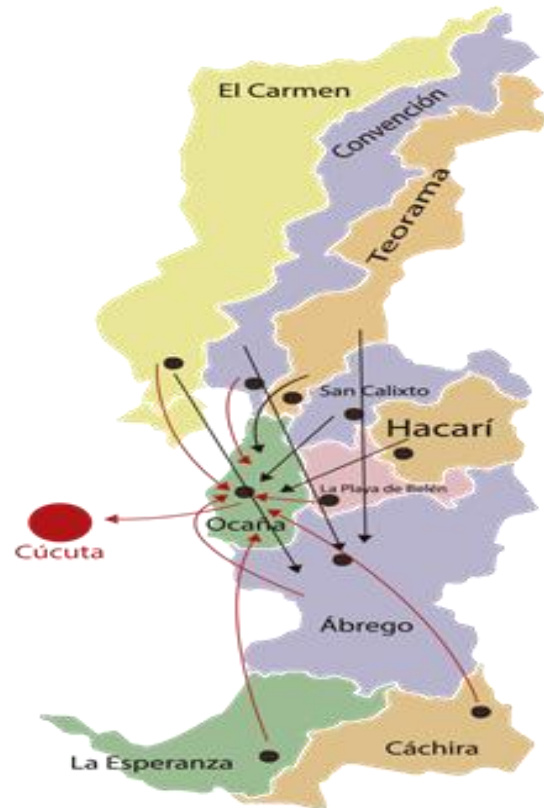 El Carmen
Convención
Teorama
San Calixto
Hacarí
La Playa de Belén
Ocaña
Cúcuta
Ábrego
La Esperanza
Cáchira